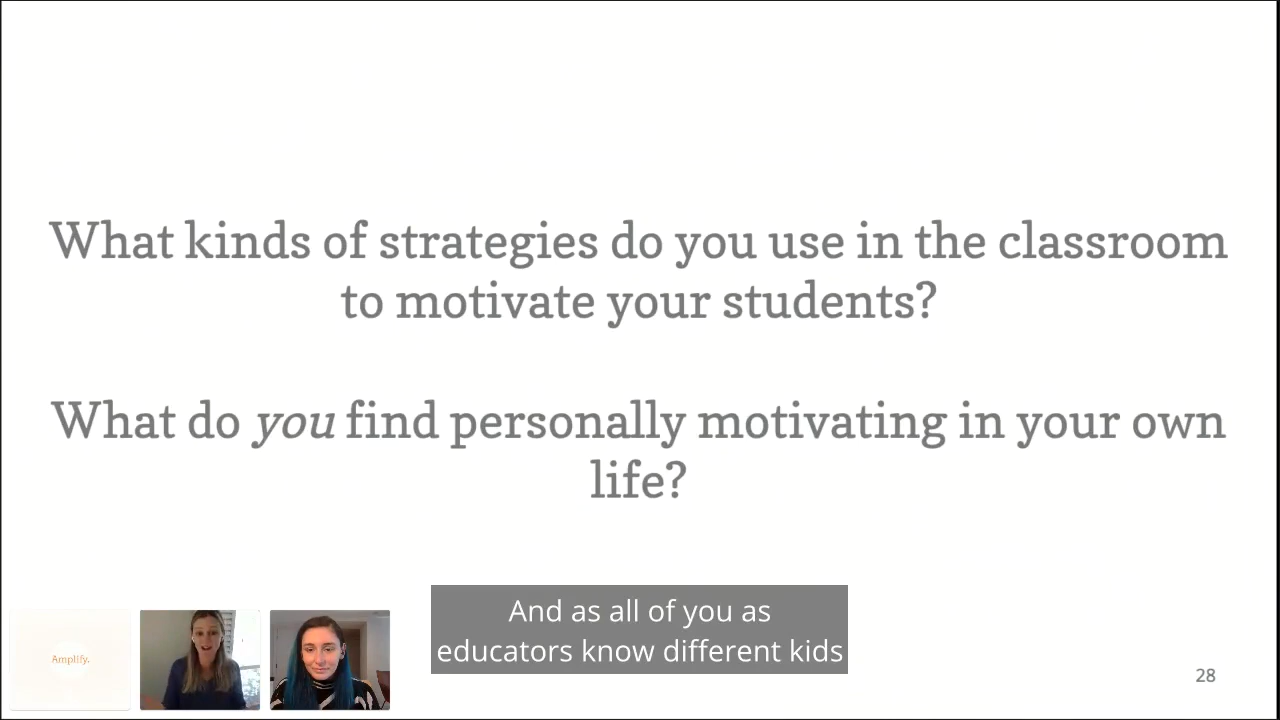 What kinds of strategies do you use in the classroom
to motivate your students?
What do you find personally motivating in your own
life?
Amplify.
And as all of you as
educators know different kids
28